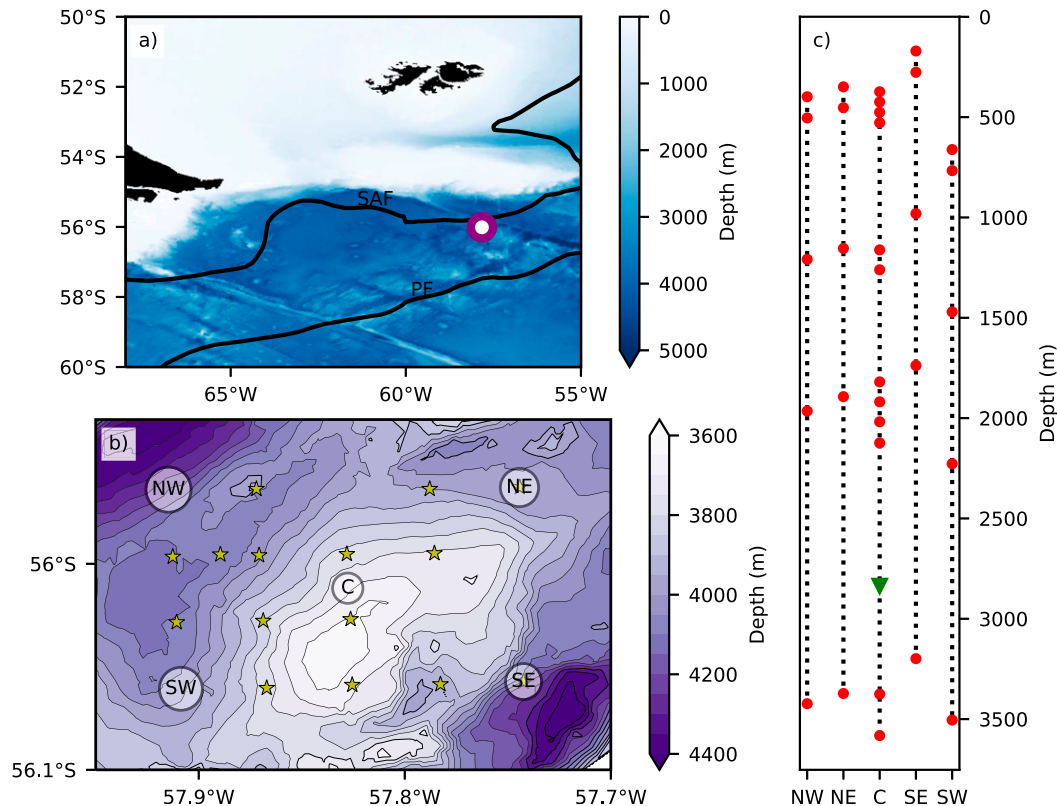 a)
50°S
52°S
54°S
56°S
58°S
60°S
65°W
60°W
55°W
SAF
PF
0
1000
2000
3000
4000
5000
Depth (m)
b)
NW
NE
C
SW
SE
56°S
56.1°S
57.9°W
57.8°W
57.7°W
3600
3800
4000
4200
4400
Depth (m)
c)
0
500
1000
1500
2000
2500
3000
3500
Depth (m)
NW
NE
C
SE
SW